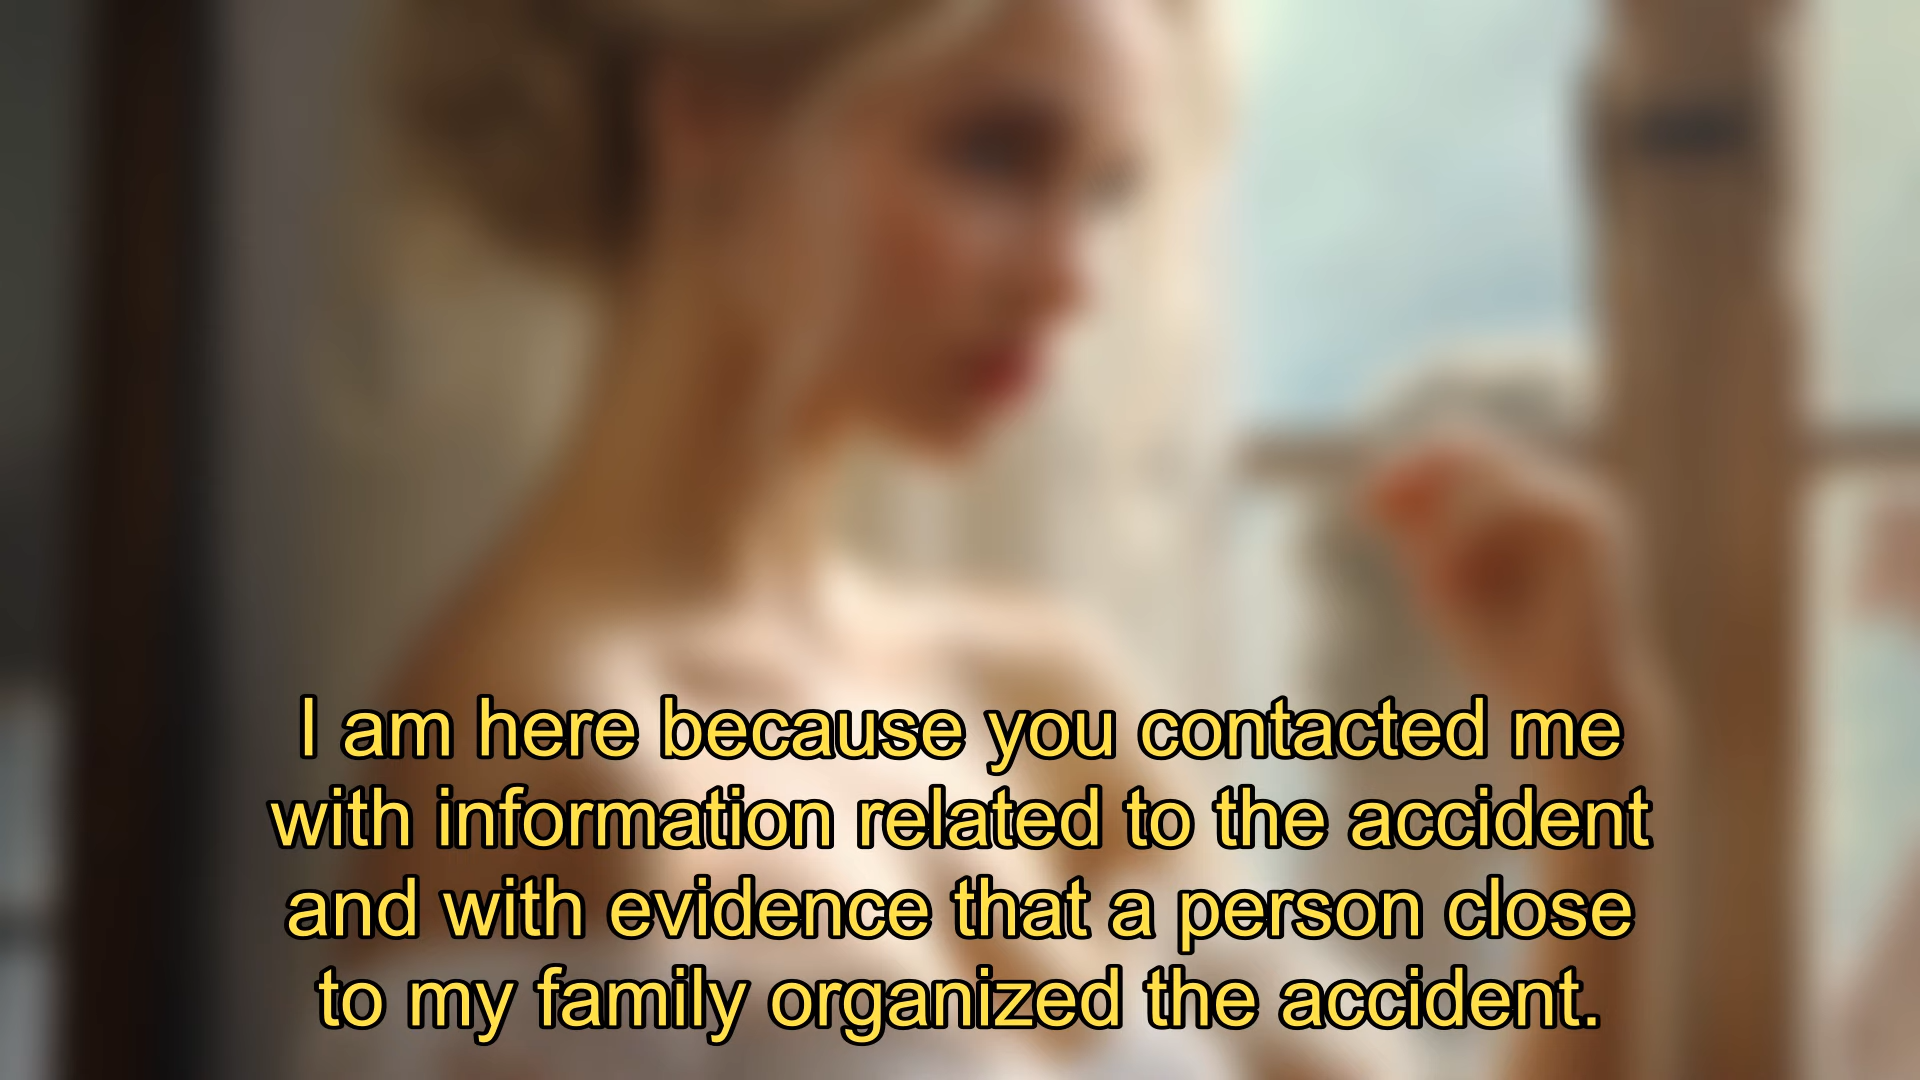 I am here because you contacted me
with information related to the accident
and with evidence that a person close
to my family organized the accident.